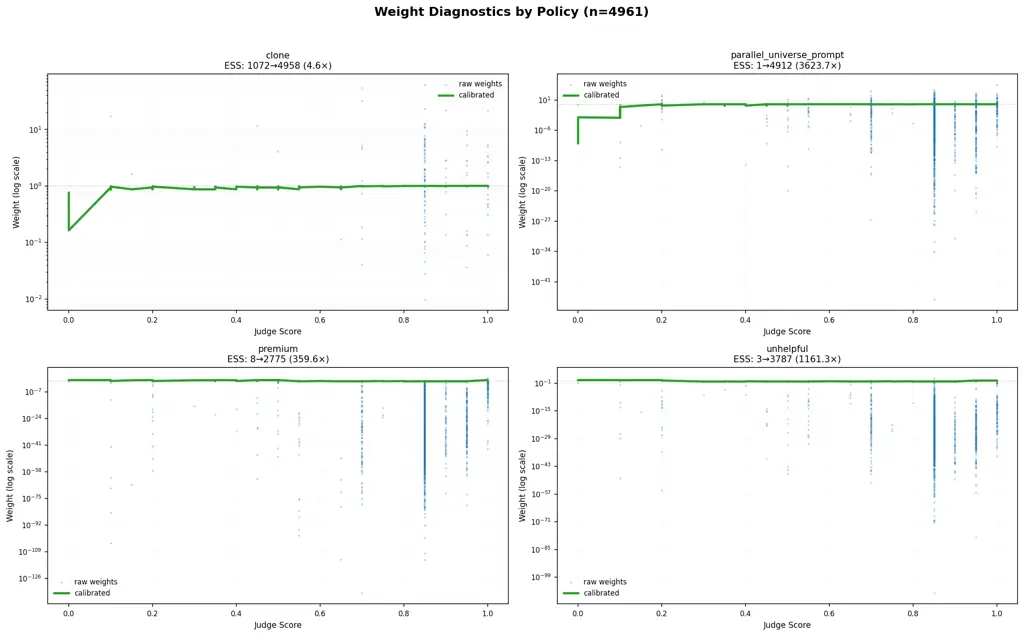 Weight Diagnostics by Policy (n=4961)
clone
ESS: 1072→4958 (4.6×)
raw weights
calibrated
10¹
10⁰
10⁻¹
10⁻²
Weight (log scale)
0.0 0.2 0.4 0.6 0.8 1.0
Judge Score
parallel_universe_prompt
ESS: 1→4912 (3623.7×)
raw weights
calibrated
10¹
10⁻⁶
10⁻¹³
10⁻²⁰
10⁻²⁷
10⁻³⁴
10⁻⁴¹
Weight (log scale)
0.0 0.2 0.4 0.6 0.8 1.0
Judge Score
premium
ESS: 8→2775 (359.6×)
10⁻⁷
10⁻²⁴
10⁻⁴¹
10⁻⁵⁸
10⁻⁷⁵
10⁻⁹²
10⁻¹⁰⁹
10⁻¹²⁶
Weight (log scale)
raw weights
calibrated
0.0 0.2 0.4 0.6 0.8 1.0
Judge Score
unhelpful
ESS: 3→3787 (1161.3×)
10⁻¹
10⁻¹⁵
10⁻²⁹
10⁻⁴³
10⁻⁵⁷
10⁻⁷¹
10⁻⁸⁵
10⁻⁹⁹
Weight (log scale)
raw weights
calibrated
0.0 0.2 0.4 0.6 0.8 1.0
Judge Score